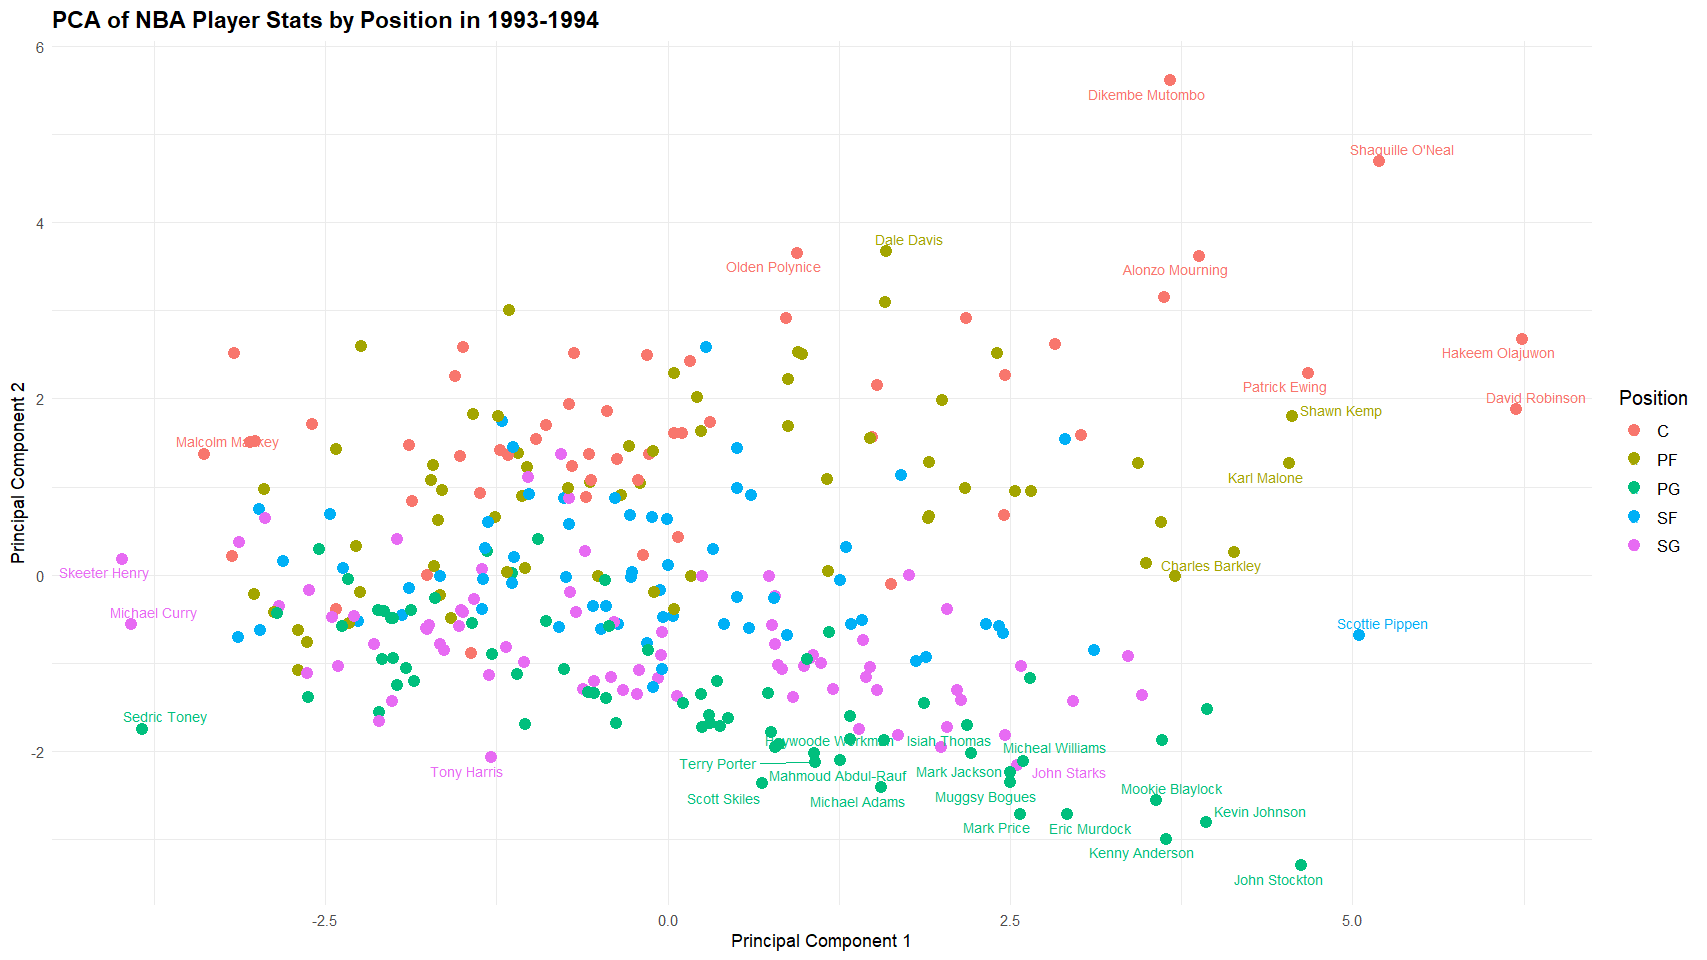 PCA of NBA Player Stats by Position in 1993-1994
6
4
2
0
-2
Principal Component 2
-2.5
0.0
2.5
5.0
Principal Component 1
Dikembe Mutombo
Shaquille O'Neal
Dale Davis
Olden Polynice
Alonzo Mourning
Hakeem Olajuwon
Patrick Ewing
David Robinson
Shawn Kemp
Malcolm Mackey
Karl Malone
Charles Barkley
Skeeter Henry
Michael Curry
Scottie Pippen
Sedric Toney
Haywoode Workman
Isiah Thomas
Micheal Williams
Terry Porter
Tony Harris
Mahmoud Abdul-Rauf
Mark Jackson
John Starks
Scott Skiles
Michael Adams
Muggsy Bogues
Mookie Blaylock
Kevin Johnson
Mark Price
Eric Murdock
Kenny Anderson
John Stockton
Position
C
PF
PG
SF
SG